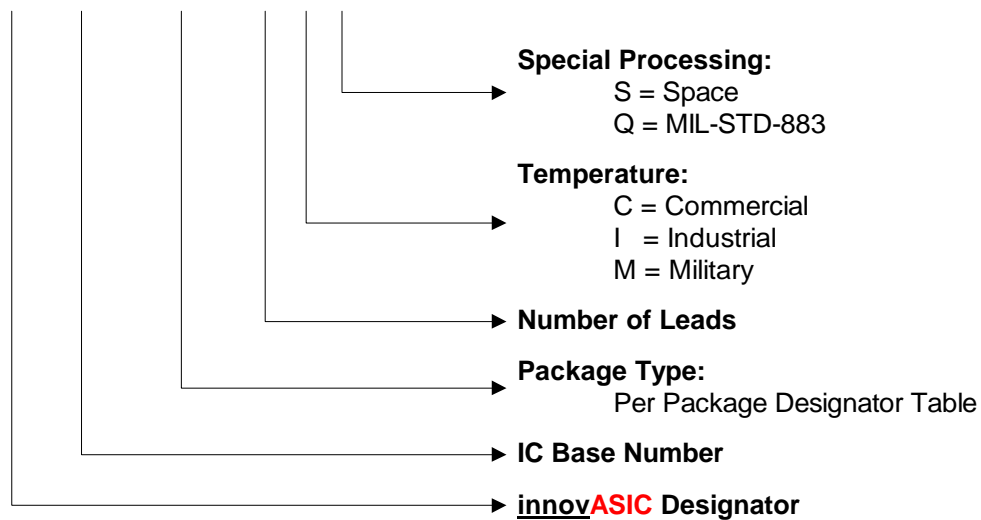 Special Processing:
S = Space
Q = MIL-STD-883
Temperature:
C = Commercial
I = Industrial
M = Military
Number of Leads
Package Type:
Per Package Designator Table
IC Base Number
innovASIC Designator